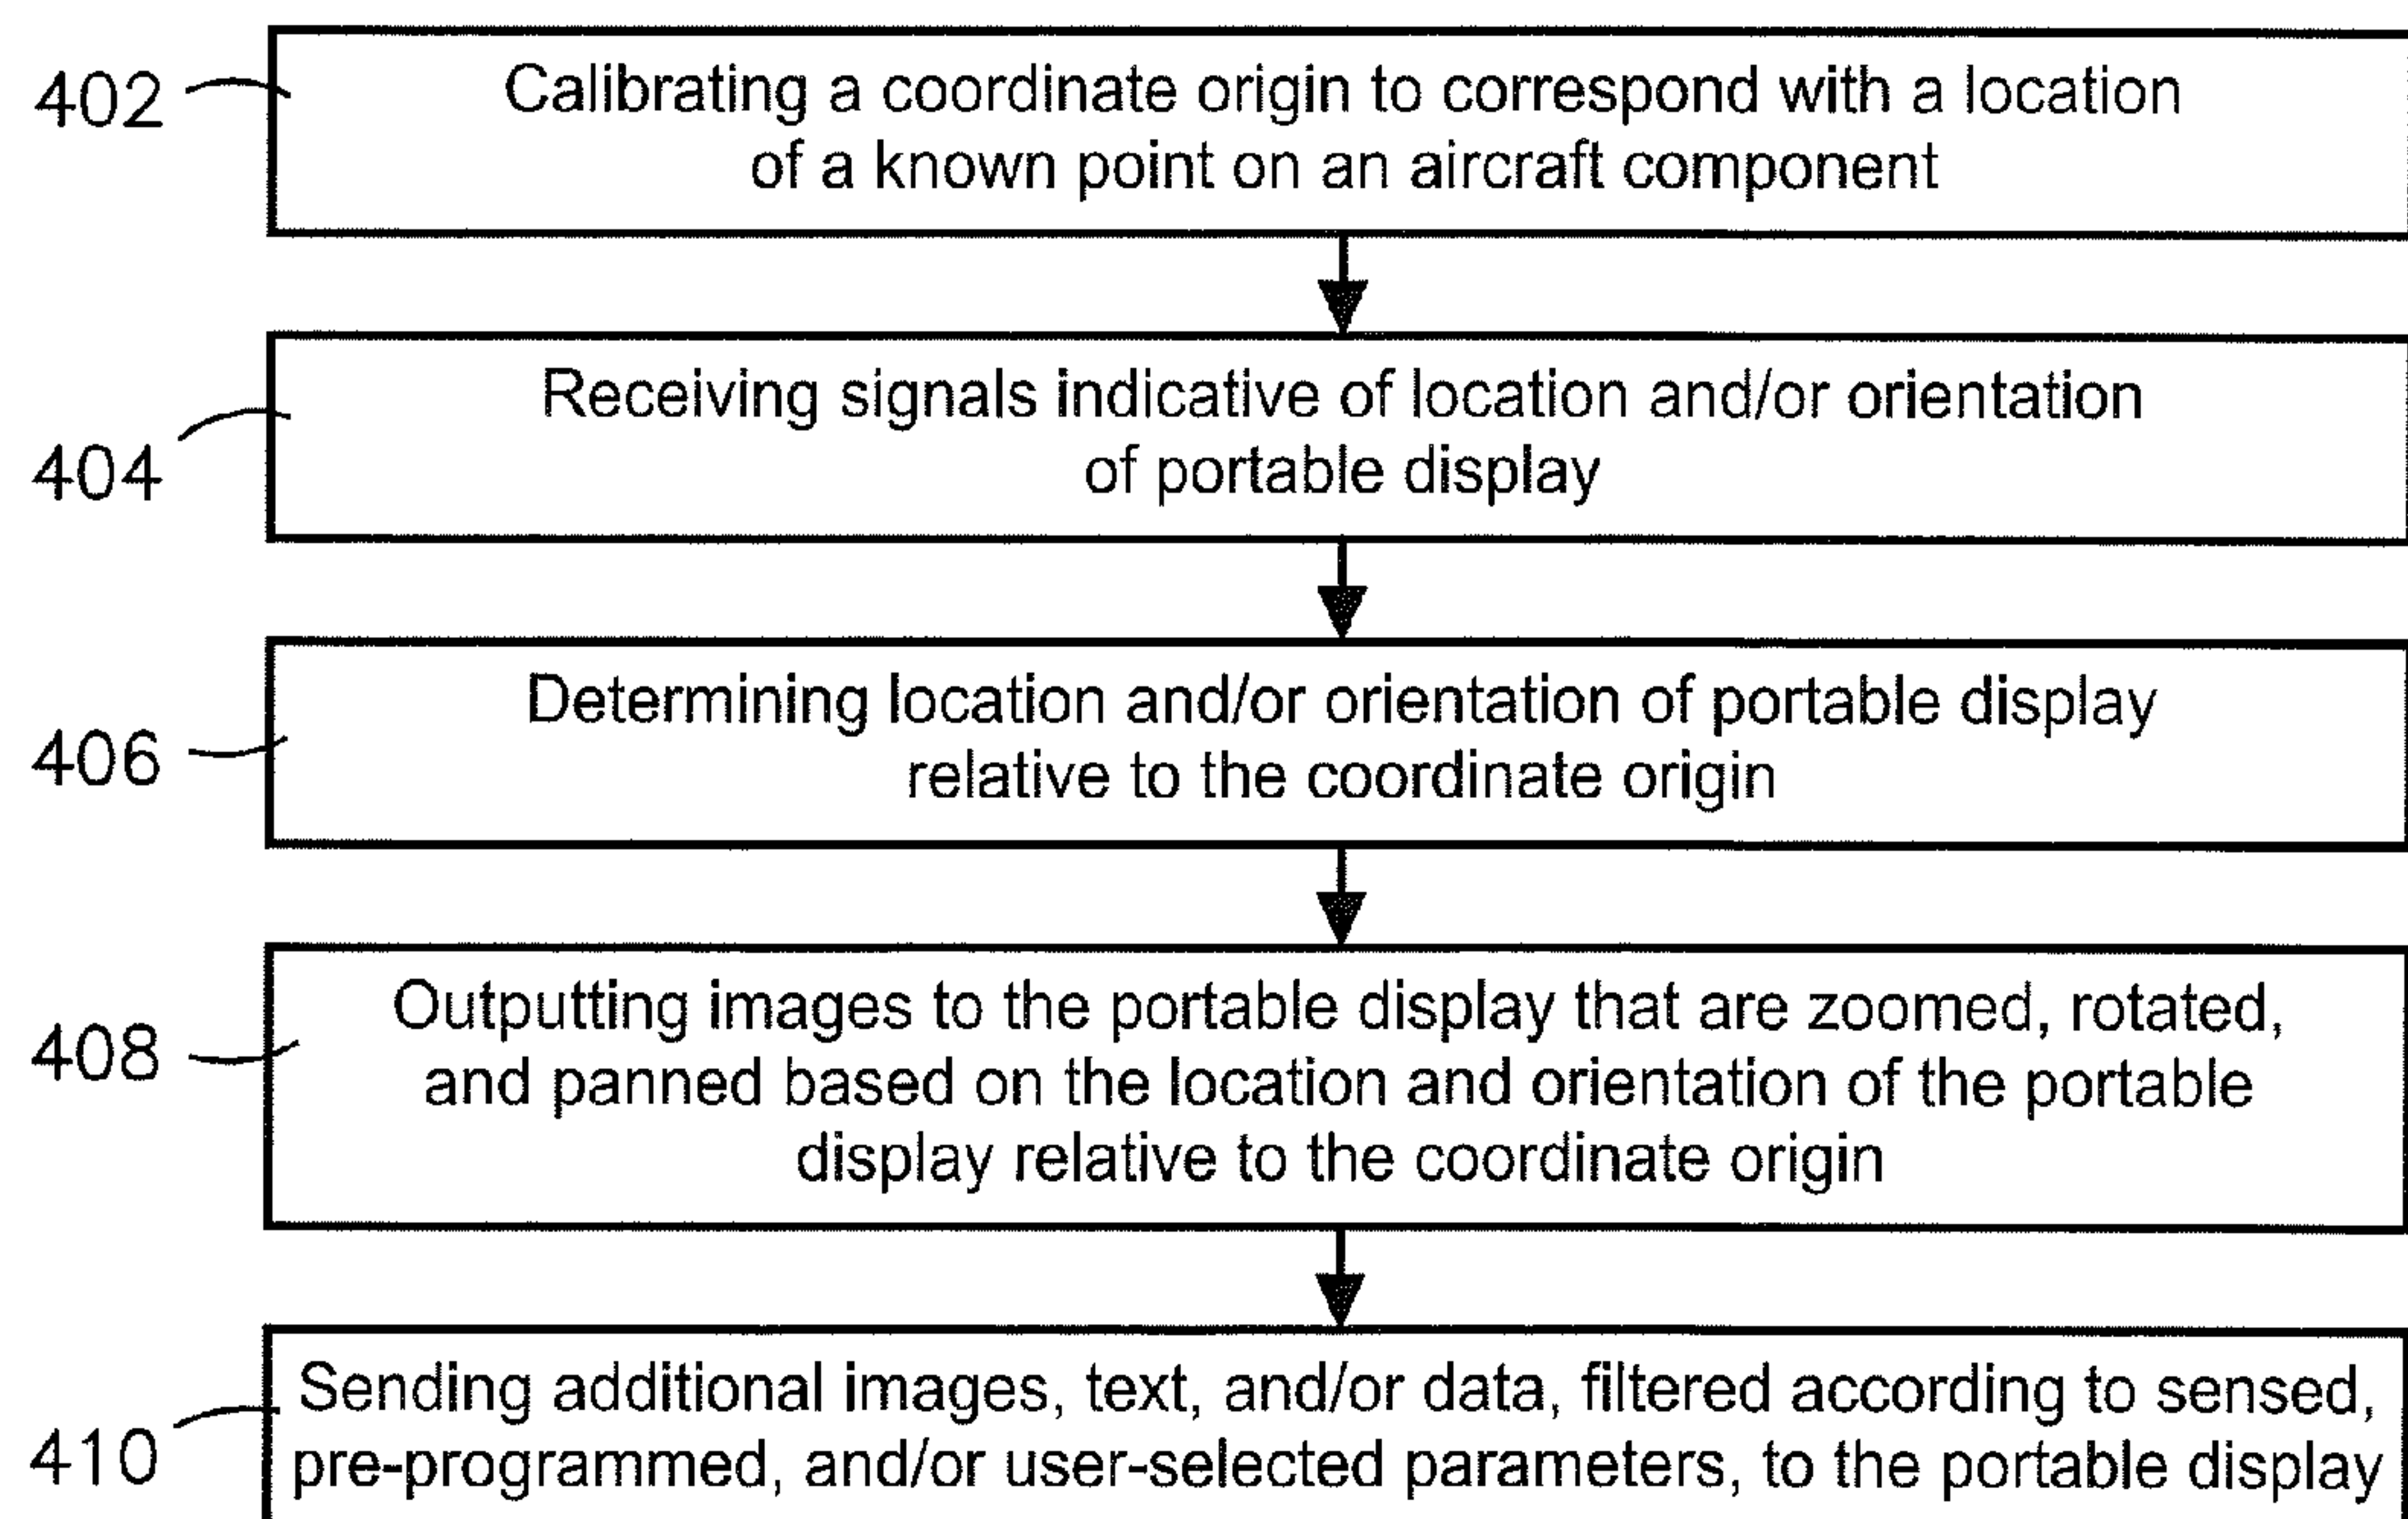 402
Calibrating a coordinate origin to correspond with a location
of a known point on an aircraft component
404
Receiving signals indicative of location and/or orientation
of portable display
406
Determining location and/or orientation of portable display
relative to the coordinate origin
408
Outputting images to the portable display that are zoomed, rotated,
and panned based on the location and orientation of the portable
display relative to the coordinate origin
410
Sending additional images, text, and/or data, filtered according to sensed,
pre-programmed, and/or user-selected parameters, to the portable display